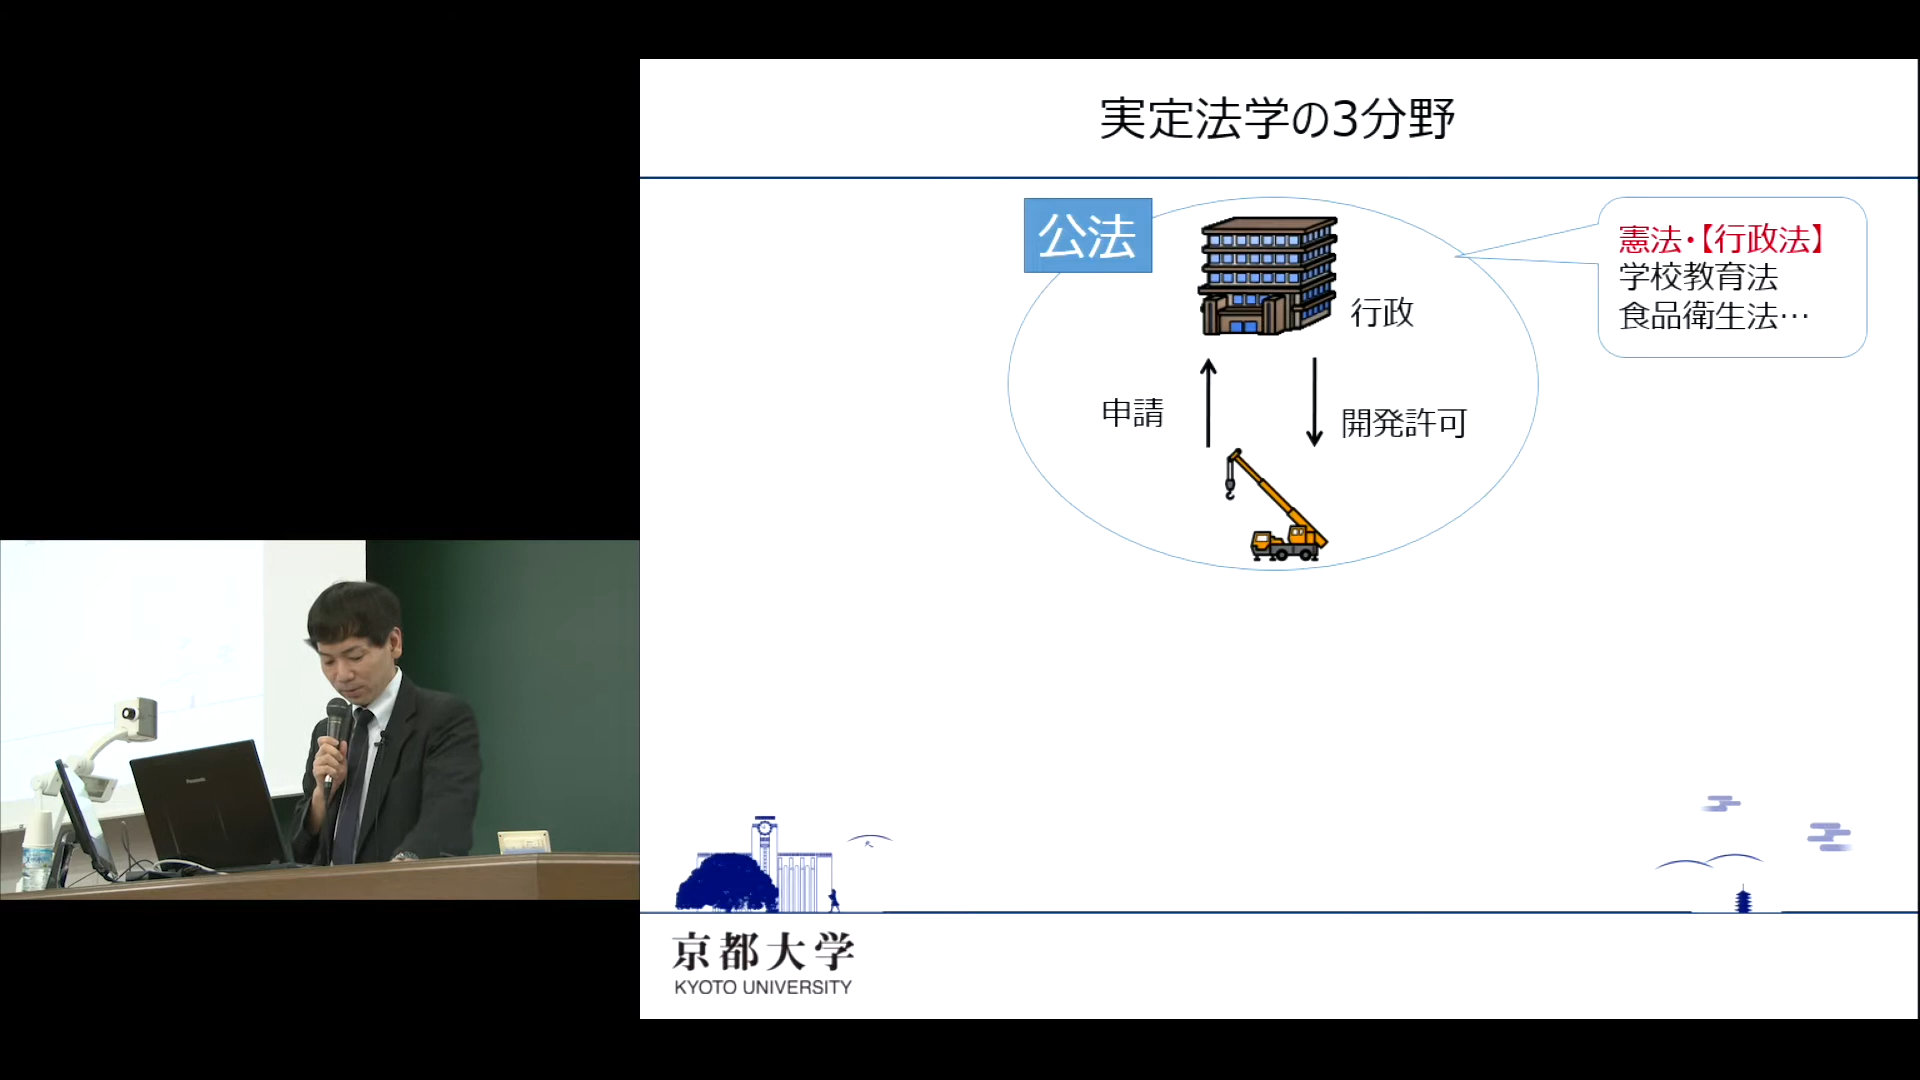 実定法学の3分野
公法
憲法・【行政法】
学校教育法
食品衛生法…
行政
申請
開発許可
Panasonic
京都大学
KYOTO UNIVERSITY